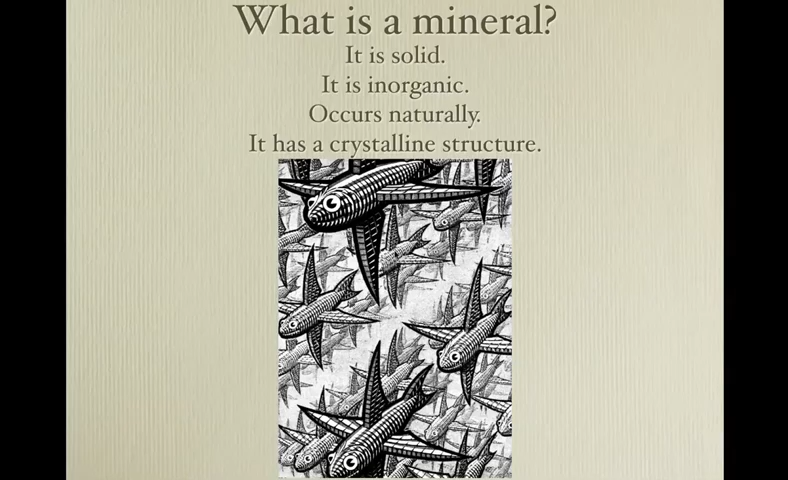 What is a mineral?
It is solid.
It is inorganic.
Occurs naturally.
It has a crystalline structure.